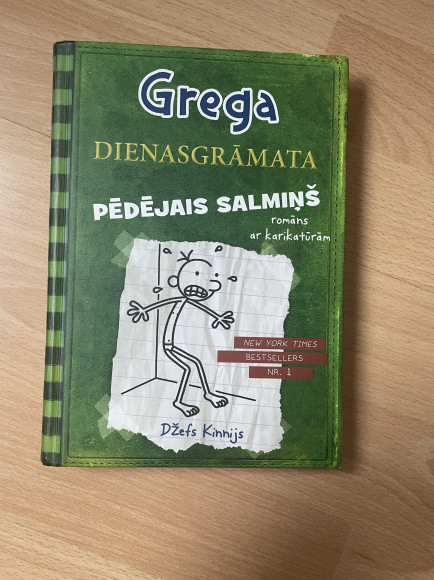 Grega
DIENASGRĀMATA
PĒDĒJAIS SALMIŅŠ
romāns
ar karikatūrām
NEW YORK TIMES
BESTSELLERS
NR. 1
Džefs Kinnijs